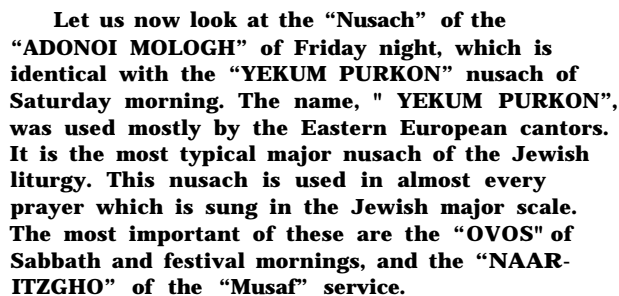 Let us now look at the “Nusach” of the
“ADONOI MOLOGH” of Friday night, which is
identical with the “YEKUM PURKON” nusach of
Saturday morning. The name, " YEKUM PURKON”,
was used mostly by the Eastern European cantors.
It is the most typical major nusach of the Jewish
liturgy. This nusach is used in almost every
prayer which is sung in the Jewish major scale.
The most important of these are the “OVOS" of
Sabbath and festival mornings, and the “NAAR-
ITZGHO” of the “Musaf” service.